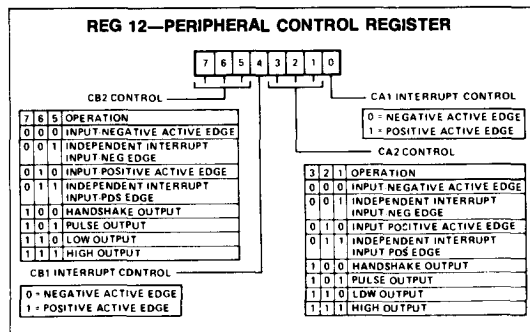 REG 12—PERIPHERAL CONTROL REGISTER
7 6 5 4 3 2 1 0
CB2 CONTROL
7 6 5 OPERATION
0 0 0 INPUT-NEGATIVE ACTIVE EDGE
0 0 1 INDEPENDENT INTERRUPT
INPUT-NEG EDGE
0 1 0 INPUT-POSITIVE ACTIVE EDGE
0 1 1 INDEPENDENT INTERRUPT
INPUT-PDS EDGE
1 0 0 HANDSHAKE OUTPUT
1 0 1 PULSE OUTPUT
1 1 0 LOW OUTPUT
1 1 1 HIGH OUTPUT
CB1 INTERRUPT CONTROL
0 = NEGATIVE ACTIVE EDGE
1 = POSITIVE ACTIVE EDGE
CA1 INTERRUPT CONTROL
0 = NEGATIVE ACTIVE EDGE
1 = POSITIVE ACTIVE EDGE
CA2 CONTROL
3 2 1 OPERATION
0 0 0 INPUT-NEGATIVE ACTIVE EDGE
0 0 1 INDEPENDENT INTERRUPT
INPUT-NEG EDGE
0 1 0 INPUT POSITIVE ACTIVE EDGE
0 1 1 INDEPENDENT INTERRUPT
INPUT POS EDGE
1 0 0 HANDSHAKE OUTPUT
1 0 1 PULSE OUTPUT
1 1 0 LOW OUTPUT
1 1 1 HIGH OUTPUT